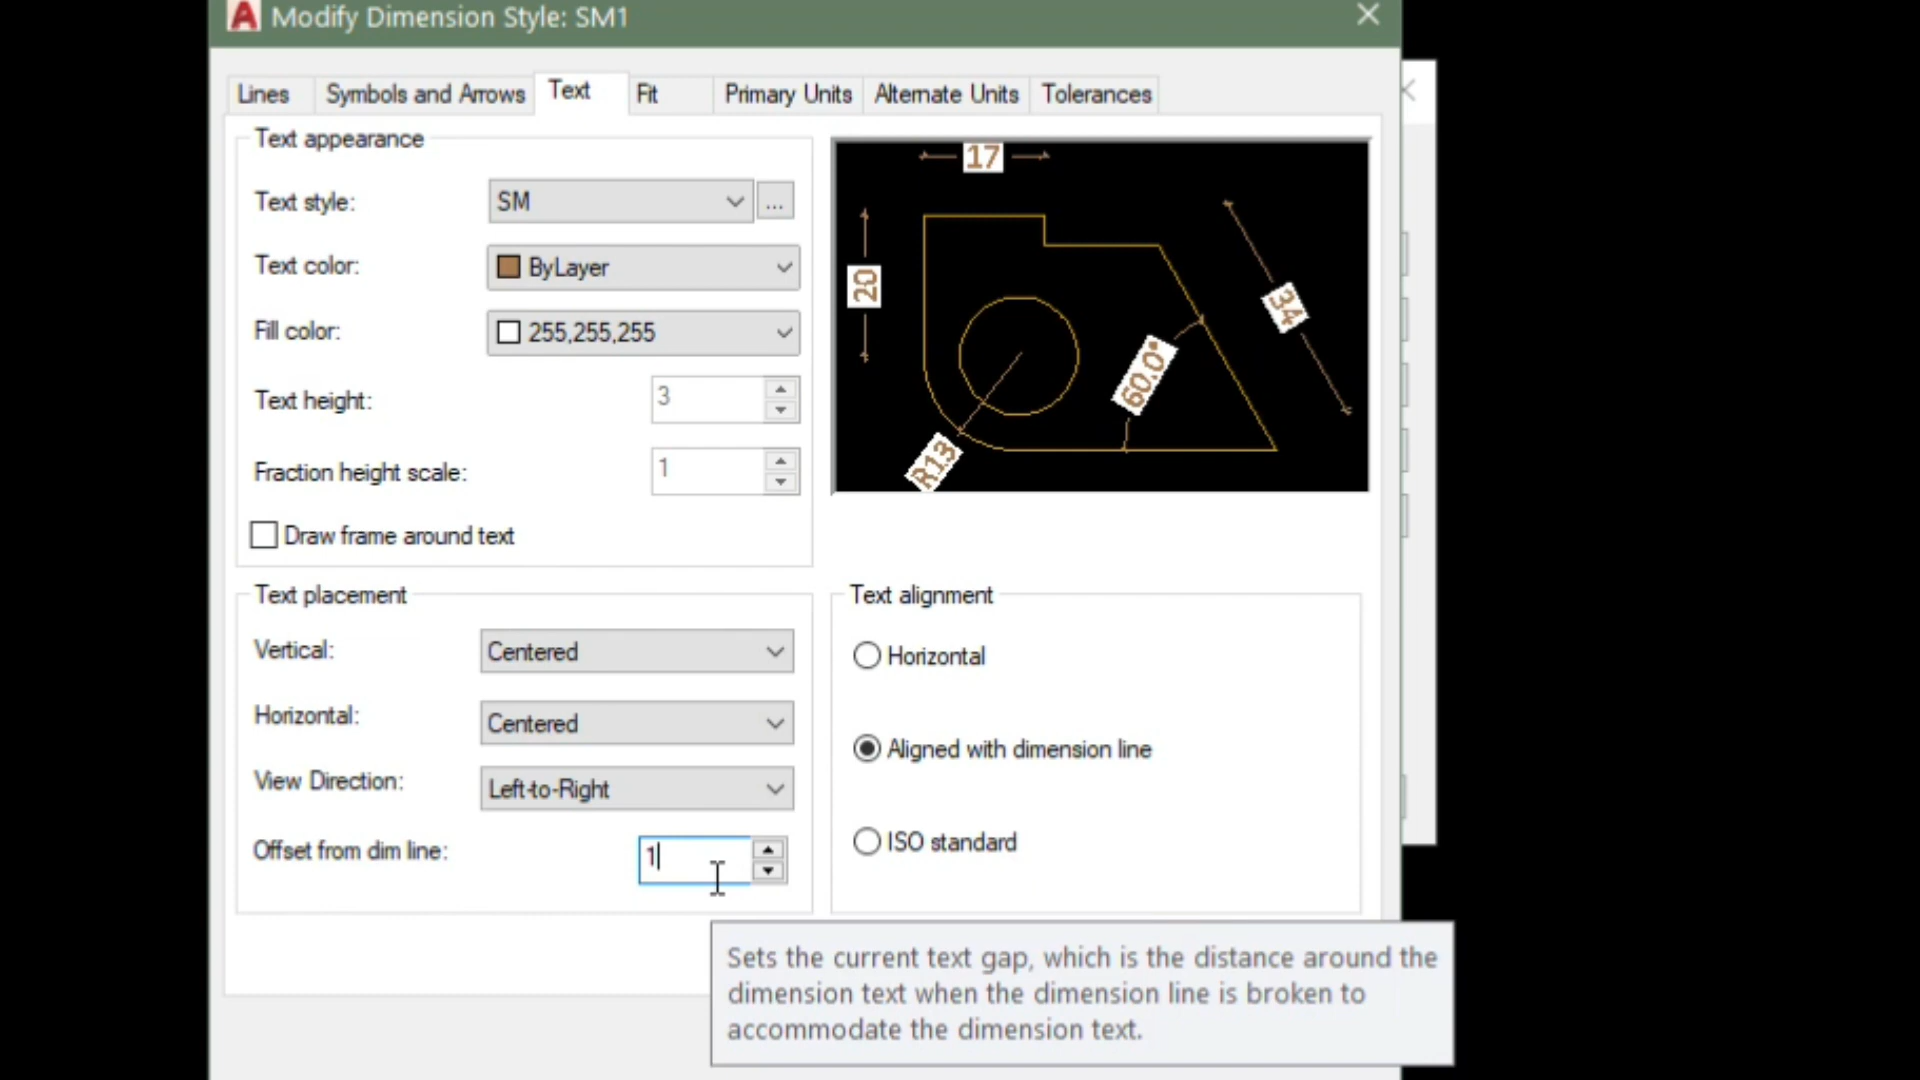 A Modify Dimension Style: SM1
Lines Symbols and Arrows Text Fit Primary Units Alternate Units Tolerances
Text appearance
Text style: SM ...
Text color: ByLayer
Fill color: 255,255,255
Text height: 3
Fraction height scale: 1
Draw frame around text
17
20
34
60.0°
R13
Text placement
Vertical: Centered
Horizontal: Centered
View Direction: Left-to-Right
Offset from dim line: 1
Text alignment
Horizontal
Aligned with dimension line
ISO standard
Sets the current text gap, which is the distance around the
dimension text when the dimension line is broken to
accommodate the dimension text.